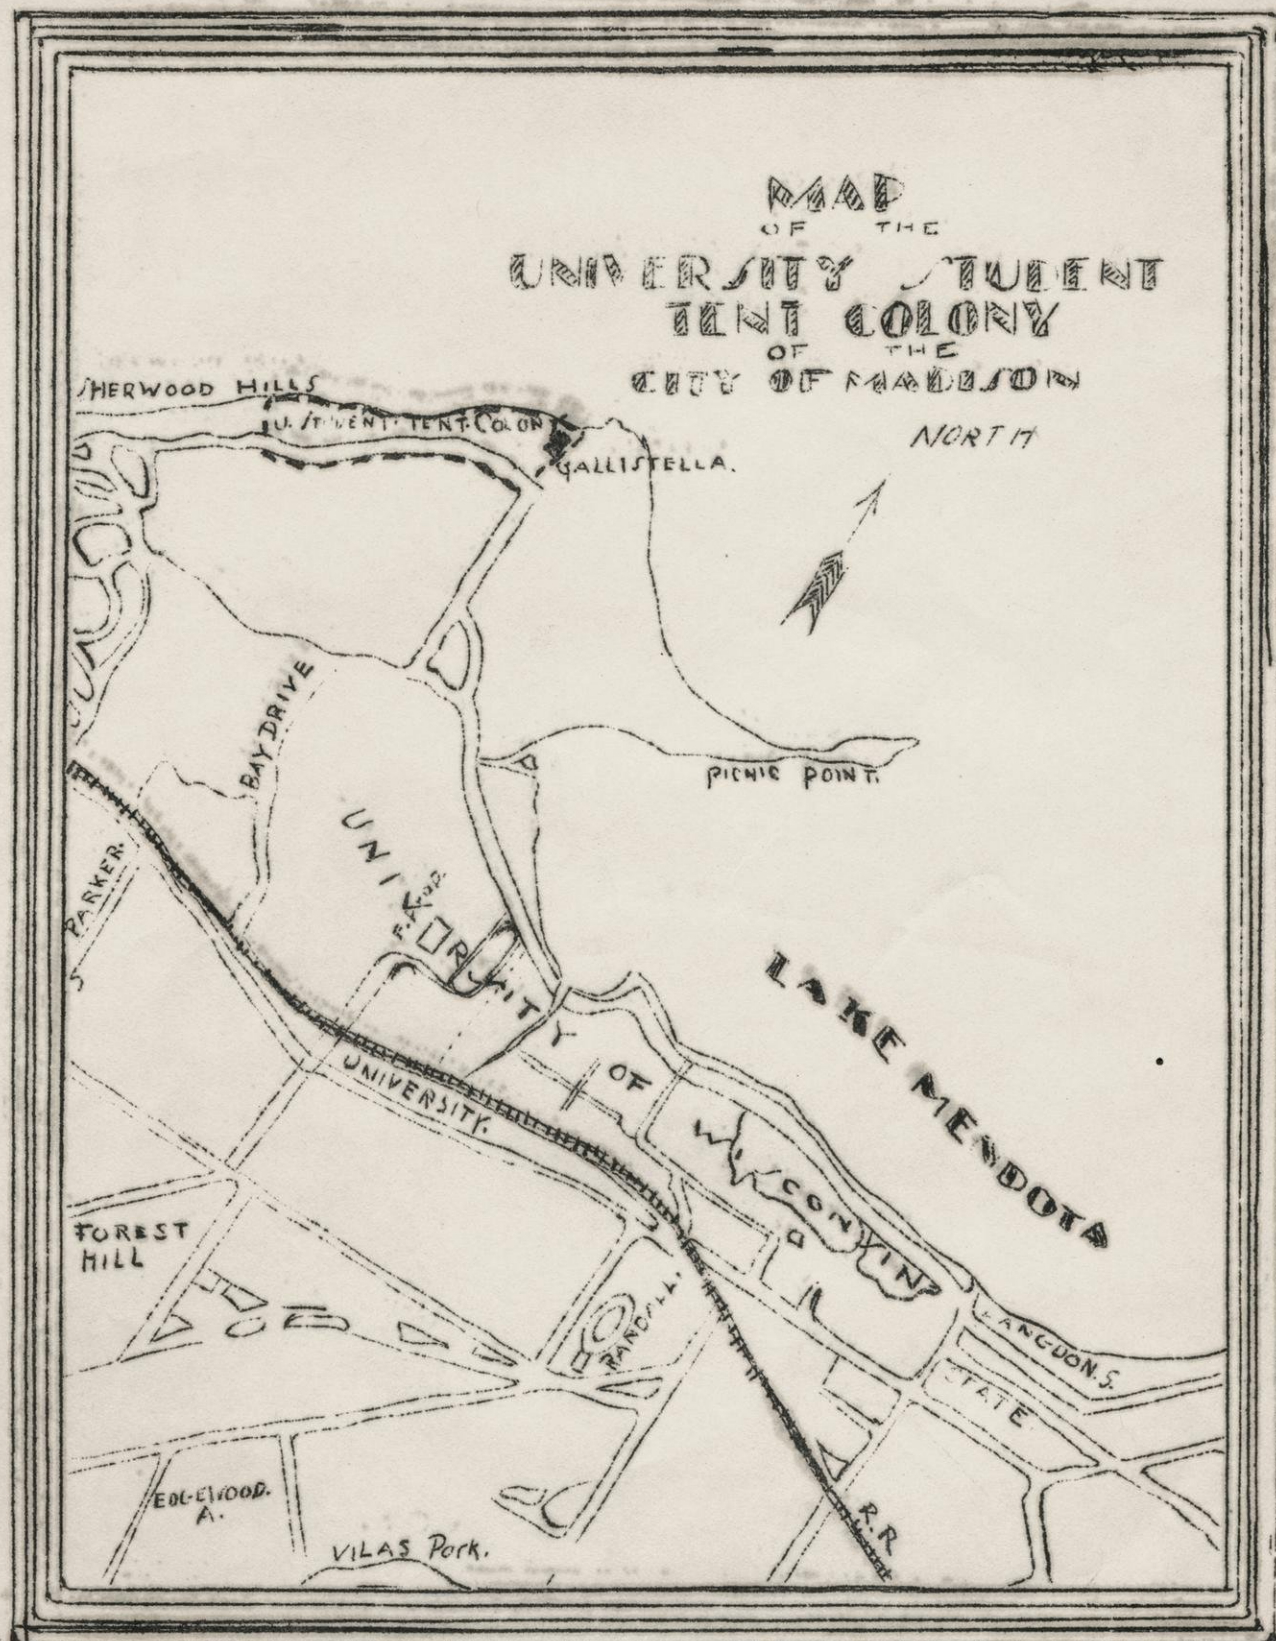 MAP
OF THE
UNIVERSITY STUDENT
TENT COLONY
OF THE
CITY OF MADISON
NORTH
SHERWOOD HILLS
U. STUDENT TENT COLONY
GALLISTELLA.
PICNIC POINT.
BAY DRIVE
PARKER.
UNIVERSITY OF WISCONSIN
LAKE MENDOTA
UNIVERSITY.
FOREST
HILL
RANDALL.
LANGDON. S.
STATE
EDGEWOOD.
A.
VILAS Park.
R.R